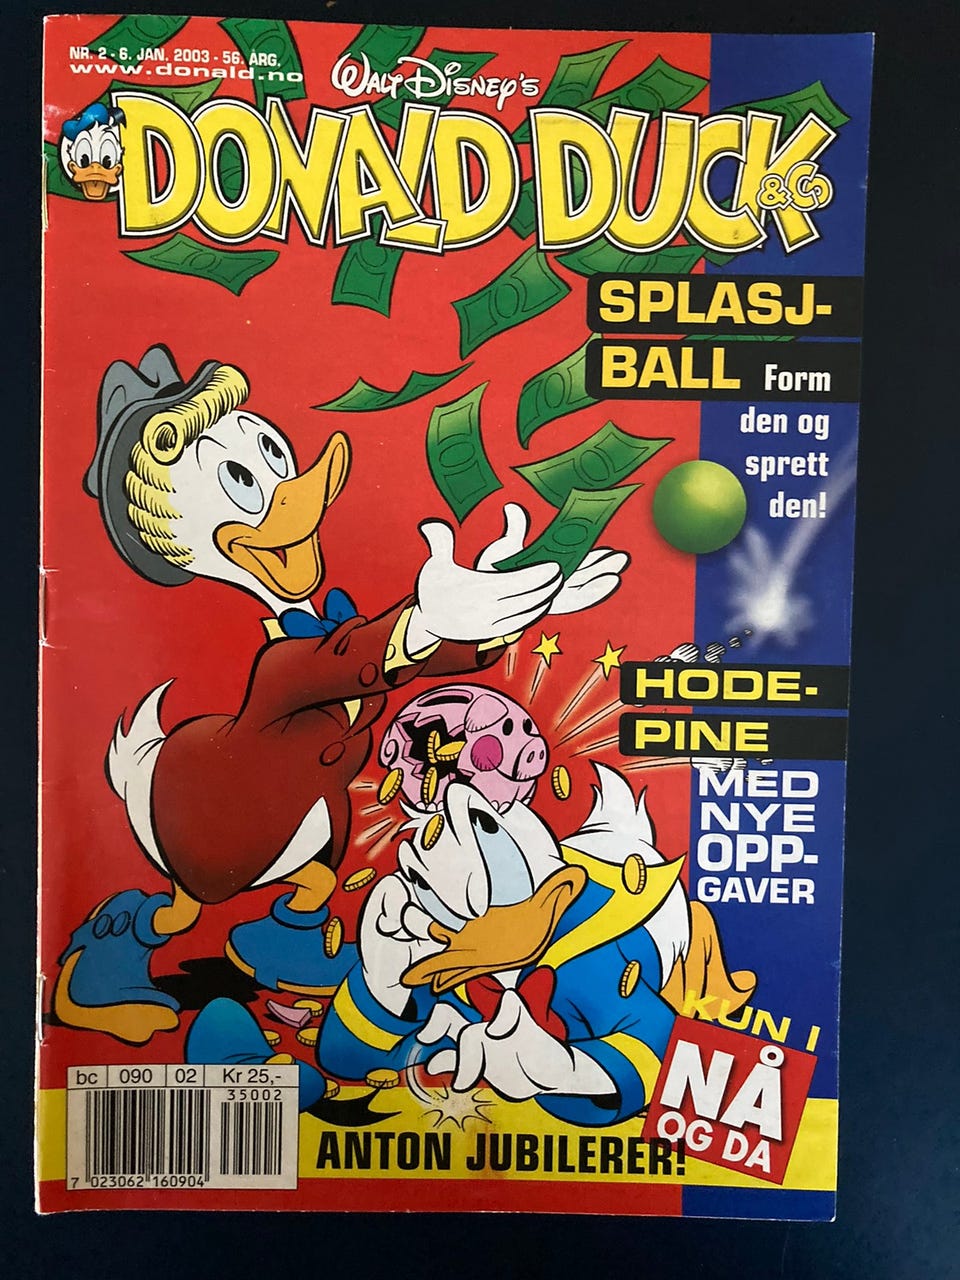 NR. 2 - 6. JAN. 2003 - 56. ÅRG.
www.donald.no
WALT DISNEY'S
DONALD DUCK
&CO
SPLASJ-
BALL Form
den og
sprett
den!
HODE-
PINE
MED
NYE
OPP-
GAVER
KUN I
NÅ
OG DA
bc 090 02 Kr 25,-
35002
7 023062 160904
ANTON JUBILERER!